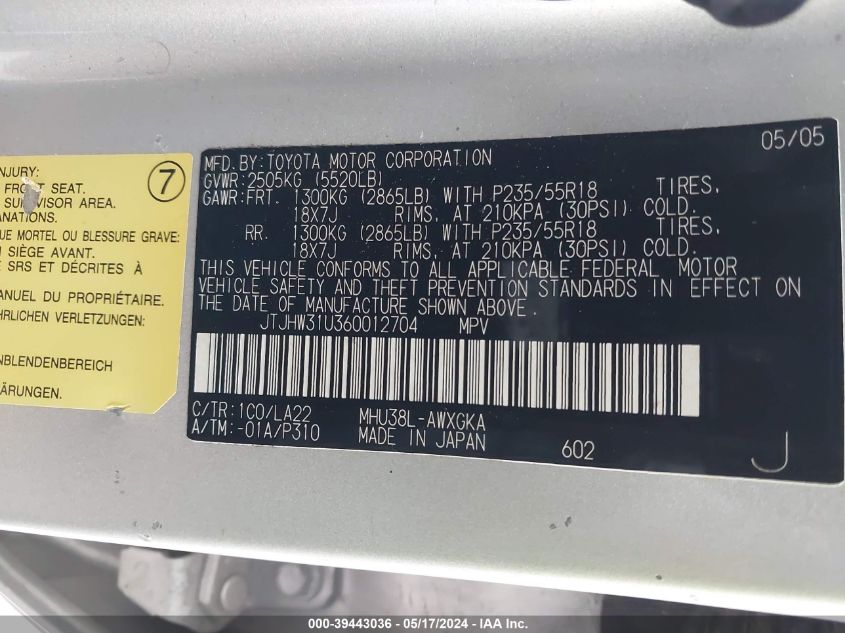 NJURY:
FRONT SEAT.
SUPERVISOR AREA.
ANATIONS.
UE MORTEL OU BLESSURE GRAVE:
SIÈGE AVANT.
SRS ET DÉCRITES À
ANUEL DU PROPRIÉTAIRE.
HRLICHEN VERLETZUNGEN.
NBLENDENBEREICH
ÄRUNGEN.
7
05/05
MFD.BY:TOYOTA MOTOR CORPORATION
GVWR:2505KG (5520LB)
GAWR:FRT. 1300KG (2865LB) WITH P235/55R18 TIRES,
18X7J RIMS, AT 210KPA (30PSI) COLD.
RR. 1300KG (2865LB) WITH P235/55R18 TIRES,
18X7J RIMS, AT 210KPA (30PSI) COLD.
THIS VEHICLE CONFORMS TO ALL APPLICABLE FEDERAL MOTOR
VEHICLE SAFETY AND THEFT PREVENTION STANDARDS IN EFFECT ON
THE DATE OF MANUFACTURE SHOWN ABOVE.
JTJHW31U360012704 MPV
C/TR:1C0/LA22 MHU38L-AWXGKA
A/TM:-01A/P310 MADE IN JAPAN
602
J
000-39443036 - 05/17/2024 - IAA Inc.